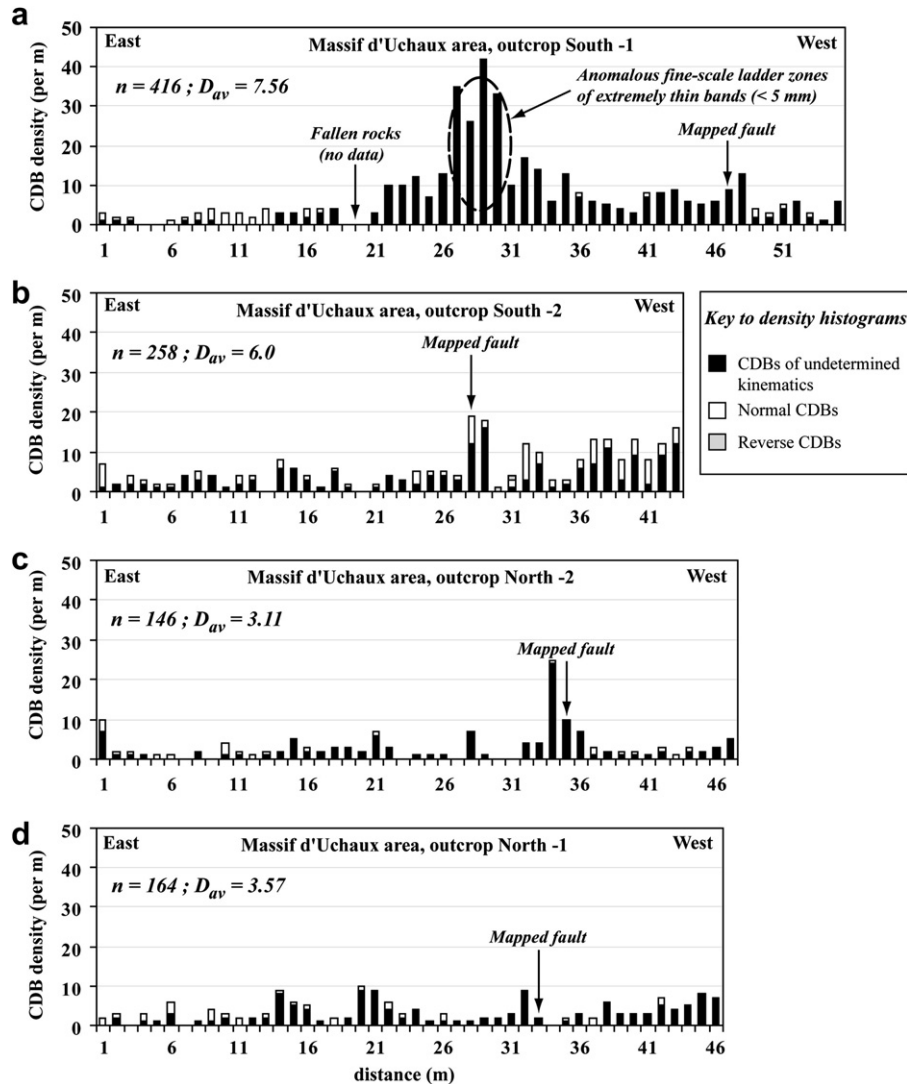 a
East
Massif d'Uchaux area, outcrop South -1
West
n = 416 ; Dav = 7.56
Anomalous fine-scale ladder zones
of extremely thin bands (< 5 mm)
Fallen rocks
(no data)
Mapped fault
CDB density (per m)
50
40
30
20
10
0
1 6 11 16 21 26 31 36 41 46 51
b
East
Massif d'Uchaux area, outcrop South -2
West
n = 258 ; Dav = 6.0
Mapped fault
CDB density (per m)
50
40
30
20
10
0
1 6 11 16 21 26 31 36 41
Key to density histograms
CDBs of undetermined
kinematics
Normal CDBs
Reverse CDBs
c
East
Massif d'Uchaux area, outcrop North -2
West
n = 146 ; Dav = 3.11
Mapped fault
CDB density (per m)
50
40
30
20
10
0
1 6 11 16 21 26 31 36 41 46
d
East
Massif d'Uchaux area, outcrop North -1
West
n = 164 ; Dav = 3.57
Mapped fault
CDB density (per m)
50
40
30
20
10
0
1 6 11 16 21 26 31 36 41 46
distance (m)